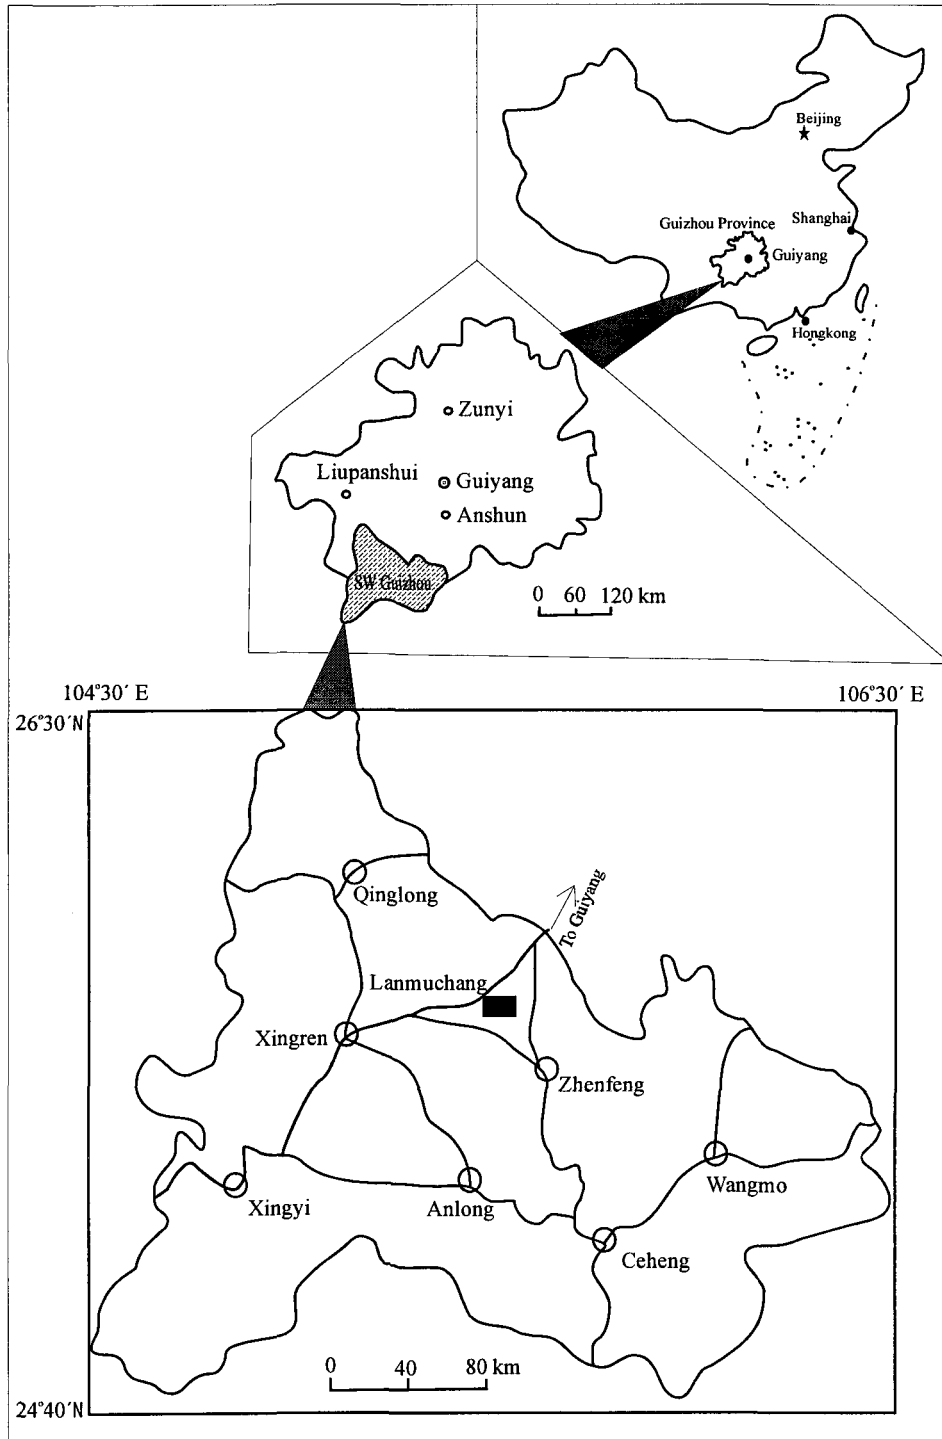 Beijing
Shanghai
Guizhou Province
Guiyang
Hongkong
Zunyi
Liupanshui
Guiyang
Anshun
SW Guizhou
0 60 120 km
104°30′ E
106°30′ E
26°30′N
Qinglong
To Guiyang
Lanmuchang
Xingren
Zhenfeng
Wangmo
Xingyi
Anlong
Ceheng
0 40 80 km
24°40′N